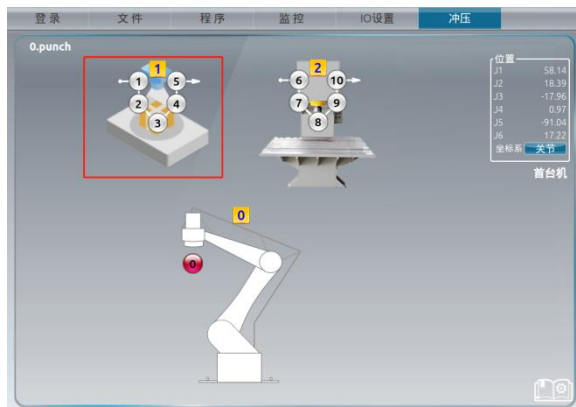 登录 文件 程序 监控 IO设置 冲压
0.punch
位置
J1 58.14
J2 18.39
J3 -17.96
J4 0.97
J5 -91.04
J6 17.22
坐标系 关节
首台机
1
1 5
2 4
3
2
6 10
7 9
8
0
0